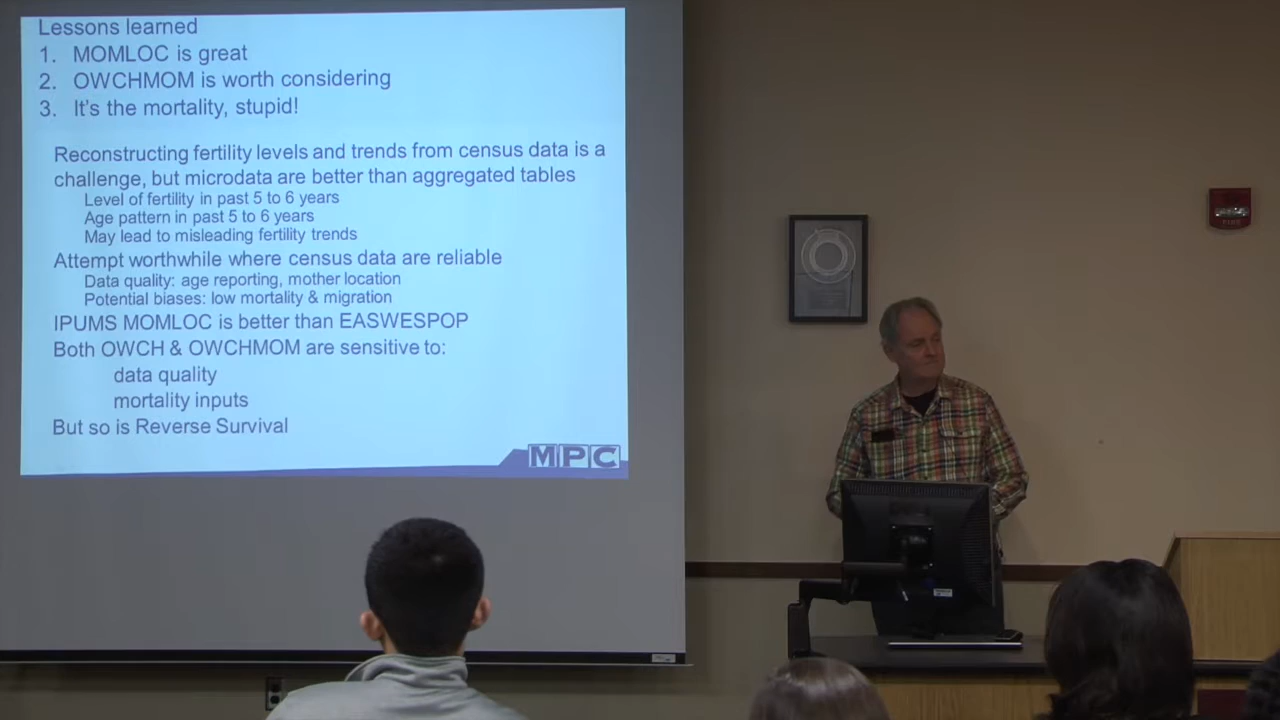 Lessons learned
1. MOMLOC is great
2. OWCHMOM is worth considering
3. It's the mortality, stupid!
Reconstructing fertility levels and trends from census data is a
challenge, but microdata are better than aggregated tables
Level of fertility in past 5 to 6 years
Age pattern in past 5 to 6 years
May lead to misleading fertility trends
Attempt worthwhile where census data are reliable
Data quality: age reporting, mother location
Potential biases: low mortality & migration
IPUMS MOMLOC is better than EASWESPOP
Both OWCH & OWCHMOM are sensitive to:
data quality
mortality inputs
But so is Reverse Survival
MPC
FIRE